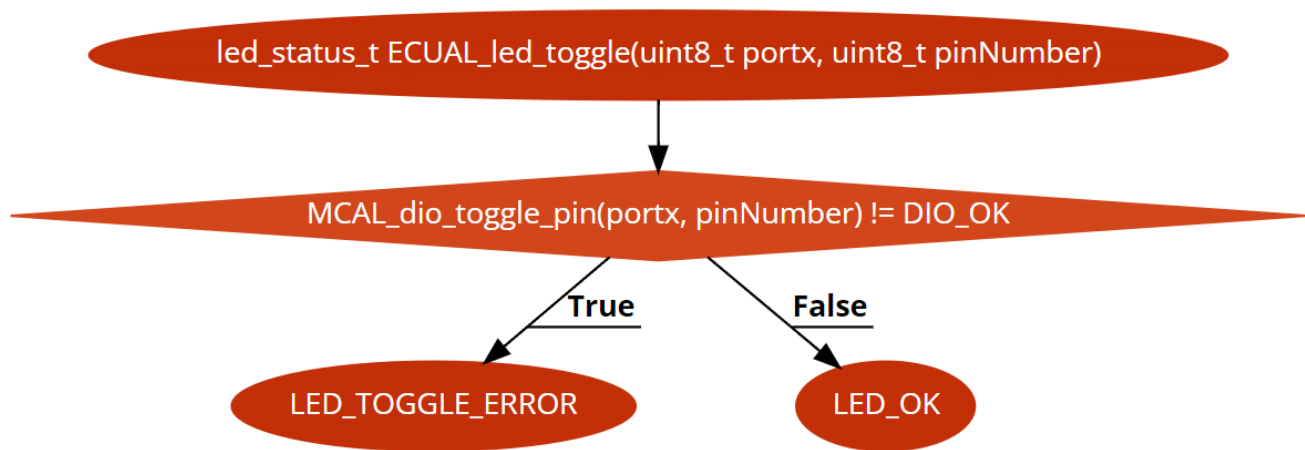 led_status_t ECUAL_led_toggle(uint8_t portx, uint8_t pinNumber)
MCAL_dio_toggle_pin(portx, pinNumber) != DIO_OK
True
False
LED_TOGGLE_ERROR
LED_OK